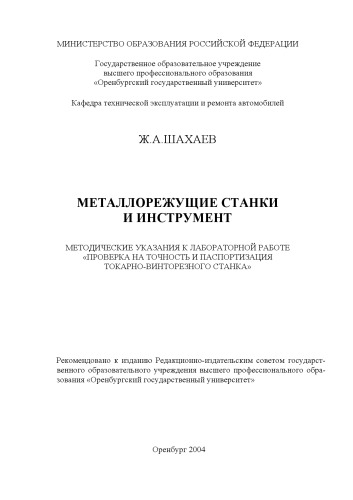 МИНИСТЕРСТВО ОБРАЗОВАНИЯ РОССИЙСКОЙ ФЕДЕРАЦИИ
Государственное образовательное учреждение
высшего профессионального образования
«Оренбургский государственный университет»
Кафедра технической эксплуатации и ремонта автомобилей
Ж.А.ШАХАЕВ
МЕТАЛЛОРЕЖУЩИЕ СТАНКИ
И ИНСТРУМЕНТ
МЕТОДИЧЕСКИЕ УКАЗАНИЯ К ЛАБОРАТОРНОЙ РАБОТЕ
«ПРОВЕРКА НА ТОЧНОСТЬ И ПАСПОРТИЗАЦИЯ
ТОКАРНО-ВИНТОРЕЗНОГО СТАНКА»
Рекомендовано к изданию Редакционно-издательским советом государст-
венного образовательного учреждения высшего профессионального обра-
зования «Оренбургский государственный университет»
Оренбург 2004